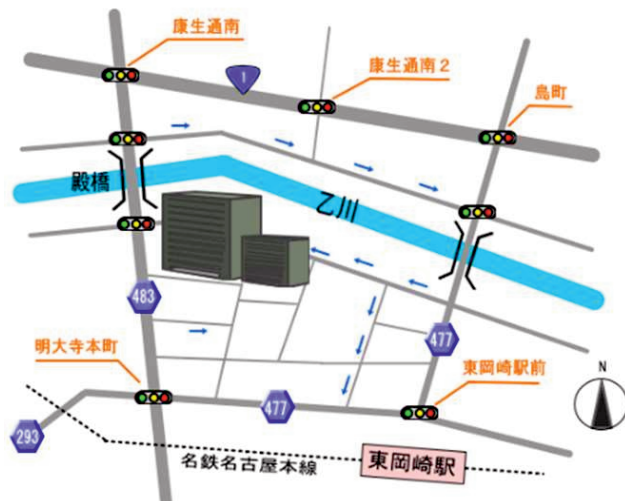 康生通南
康生通南2
1
島町
殿橋
乙川
483
477
明大寺本町
東岡崎駅前
N
477
293
名鉄名古屋本線
東岡崎駅